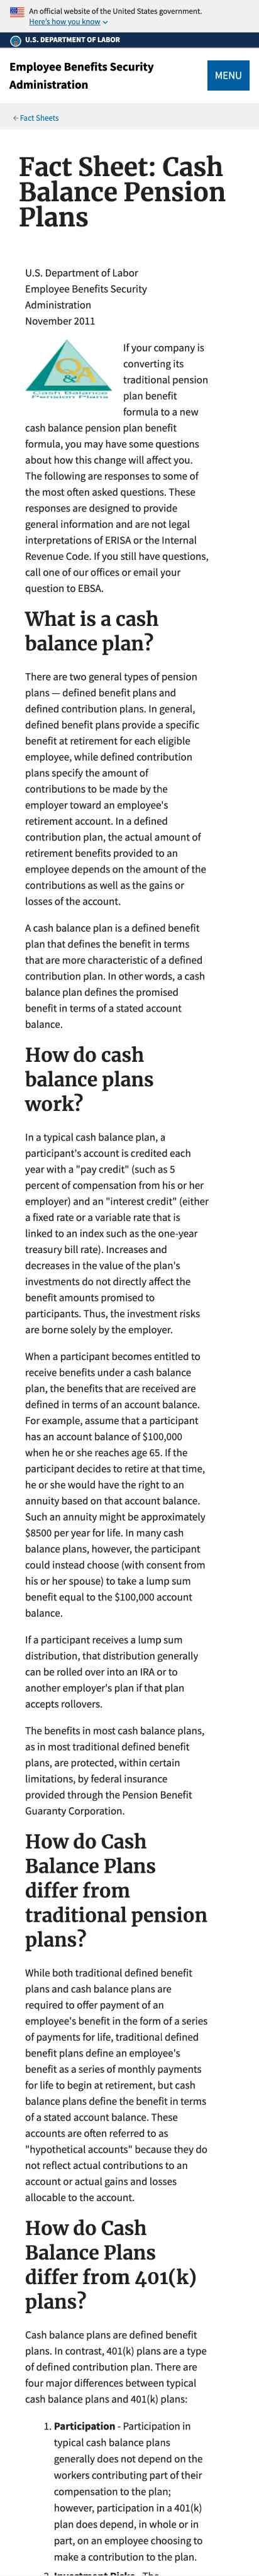 An official website of the United States government.
Here's how you know
U.S. DEPARTMENT OF LABOR
Employee Benefits Security
Administration
MENU
← Fact Sheets
Fact Sheet: Cash
Balance Pension
Plans
U.S. Department of Labor
Employee Benefits Security
Administration
November 2011
Q
&A
Cash Balance
Pension Plans
If your company is
converting its
traditional pension
plan benefit
formula to a new
cash balance pension plan benefit
formula, you may have some questions
about how this change will affect you.
The following are responses to some of
the most often asked questions. These
responses are designed to provide
general information and are not legal
interpretations of ERISA or the Internal
Revenue Code. If you still have questions,
call one of our offices or email your
question to EBSA.
What is a cash
balance plan?
There are two general types of pension
plans — defined benefit plans and
defined contribution plans. In general,
defined benefit plans provide a specific
benefit at retirement for each eligible
employee, while defined contribution
plans specify the amount of
contributions to be made by the
employer toward an employee's
retirement account. In a defined
contribution plan, the actual amount of
retirement benefits provided to an
employee depends on the amount of the
contributions as well as the gains or
losses of the account.
A cash balance plan is a defined benefit
plan that defines the benefit in terms
that are more characteristic of a defined
contribution plan. In other words, a cash
balance plan defines the promised
benefit in terms of a stated account
balance.
How do cash
balance plans
work?
In a typical cash balance plan, a
participant's account is credited each
year with a "pay credit" (such as 5
percent of compensation from his or her
employer) and an "interest credit" (either
a fixed rate or a variable rate that is
linked to an index such as the one-year
treasury bill rate). Increases and
decreases in the value of the plan's
investments do not directly affect the
benefit amounts promised to
participants. Thus, the investment risks
are borne solely by the employer.
When a participant becomes entitled to
receive benefits under a cash balance
plan, the benefits that are received are
defined in terms of an account balance.
For example, assume that a participant
has an account balance of $100,000
when he or she reaches age 65. If the
participant decides to retire at that time,
he or she would have the right to an
annuity based on that account balance.
Such an annuity might be approximately
$8500 per year for life. In many cash
balance plans, however, the participant
could instead choose (with consent from
his or her spouse) to take a lump sum
benefit equal to the $100,000 account
balance.
If a participant receives a lump sum
distribution, that distribution generally
can be rolled over into an IRA or to
another employer's plan if that plan
accepts rollovers.
The benefits in most cash balance plans,
as in most traditional defined benefit
plans, are protected, within certain
limitations, by federal insurance
provided through the Pension Benefit
Guaranty Corporation.
How do Cash
Balance Plans
differ from
traditional pension
plans?
While both traditional defined benefit
plans and cash balance plans are
required to offer payment of an
employee's benefit in the form of a series
of payments for life, traditional defined
benefit plans define an employee's
benefit as a series of monthly payments
for life to begin at retirement, but cash
balance plans define the benefit in terms
of a stated account balance. These
accounts are often referred to as
"hypothetical accounts" because they do
not reflect actual contributions to an
account or actual gains and losses
allocable to the account.
How do Cash
Balance Plans
differ from 401(k)
plans?
Cash balance plans are defined benefit
plans. In contrast, 401(k) plans are a type
of defined contribution plan. There are
four major differences between typical
cash balance plans and 401(k) plans:
1. Participation - Participation in
typical cash balance plans
generally does not depend on the
workers contributing part of their
compensation to the plan;
however, participation in a 401(k)
plan does depend, in whole or in
part, on an employee choosing to
make a contribution to the plan.
2. Investment Risks - The